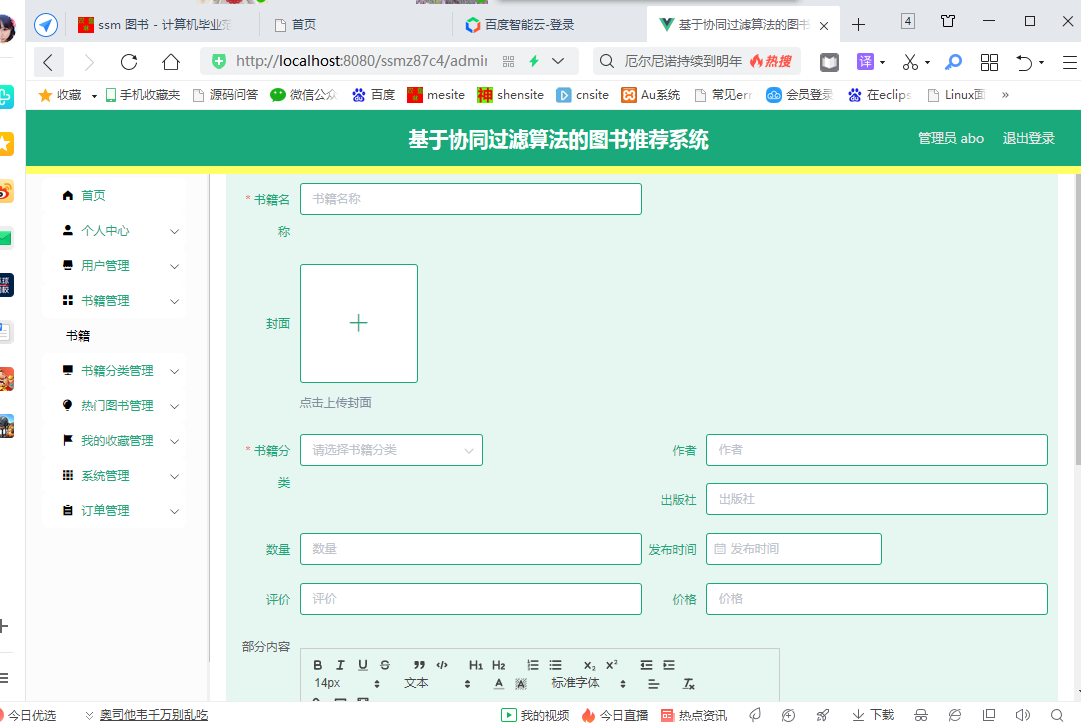 ssm 图书 - 计算机毕业
首页
百度智能云-登录
基于协同过滤算法的图书
4
http://localhost:8080/ssmz87c4/admin
厄尔尼诺持续到明年
热搜
译
收藏
手机收藏夹
源码问答
微信公众
百度
mesite
shensite
cnsite
Au系统
常见err
会员登录
在eclips
Linux面
»
基于协同过滤算法的图书推荐系统
管理员 abo
退出登录
首页
个人中心
用户管理
书籍管理
书籍
书籍分类管理
热门图书管理
我的收藏管理
系统管理
订单管理
* 书籍名
称
书籍名称
封面
点击上传封面
* 书籍分
类
请选择书籍分类
作者
作者
出版社
出版社
数量
数量
发布时间
发布时间
评价
评价
价格
价格
部分内容
B I U S ” </> H1 H2 x₂ x²
14px 文本 A A 标准字体 Tx
今日优选
奥司他韦千万别乱吃
我的视频
今日直播
热点资讯
下载